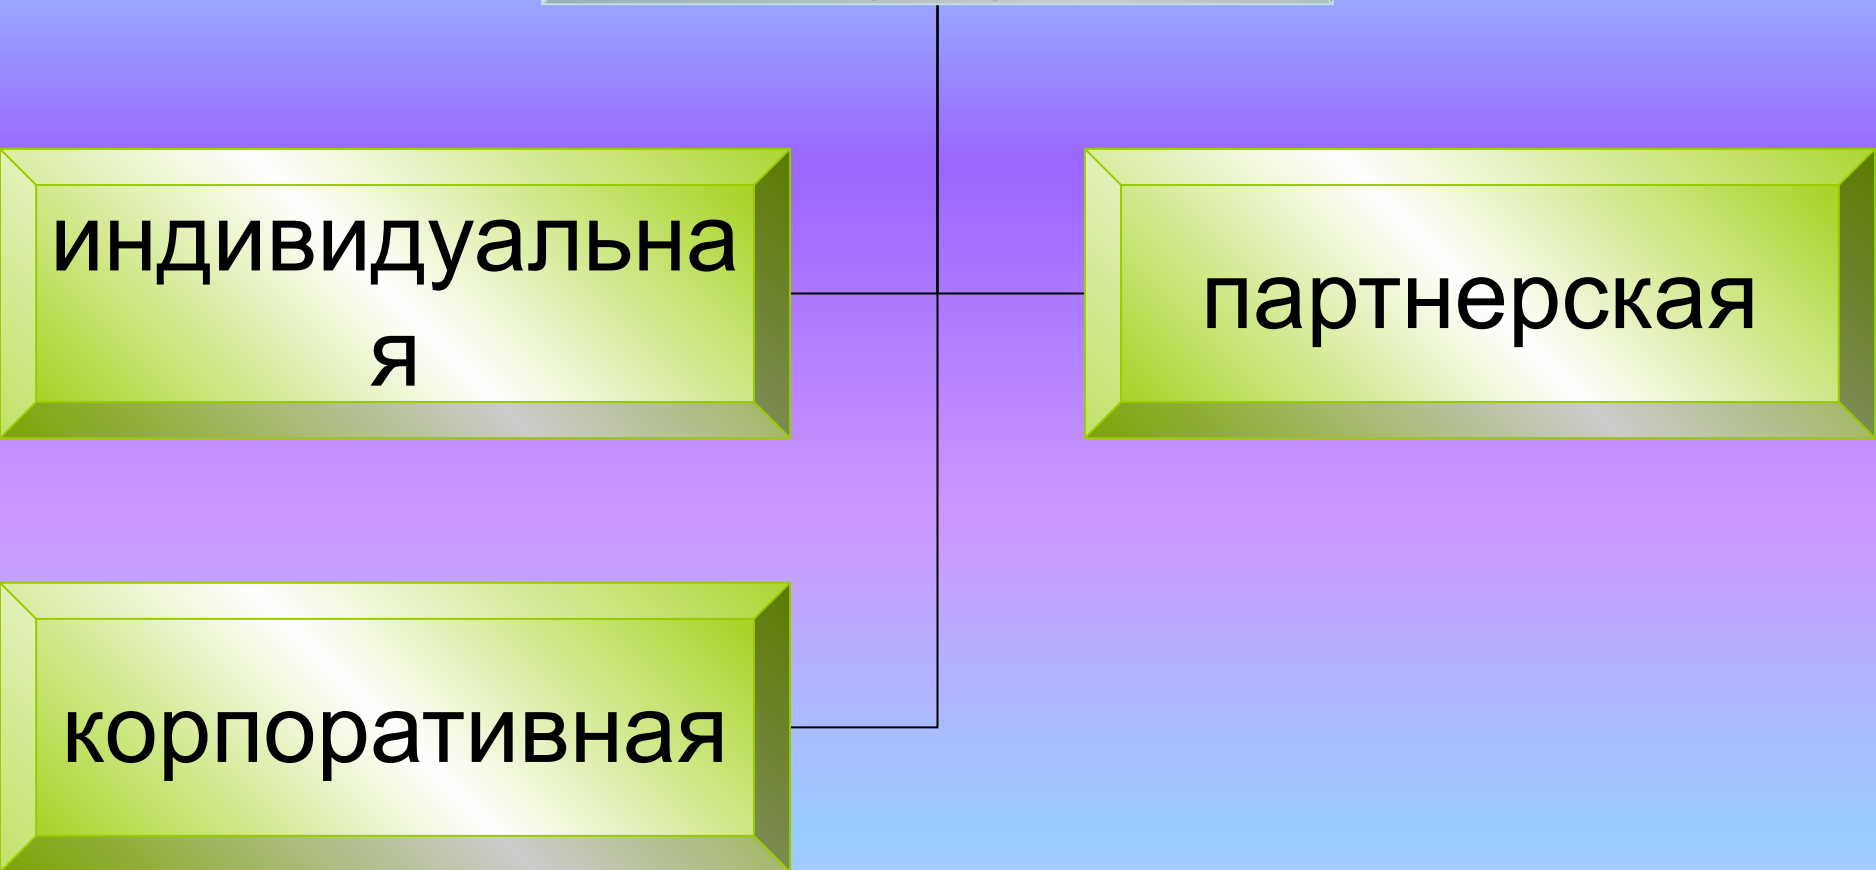 индивидуальна
я
партнерская
корпоративная